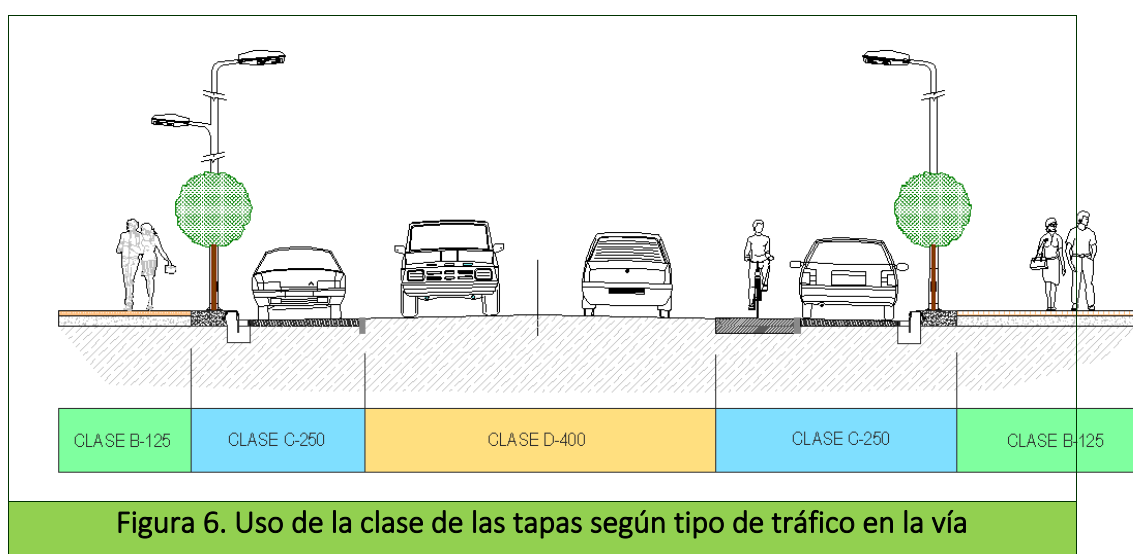 CLASE B-125
CLASE C-250
CLASE D-400
CLASE C-250
CLASE B-125
Figura 6. Uso de la clase de las tapas según tipo de tráfico en la vía